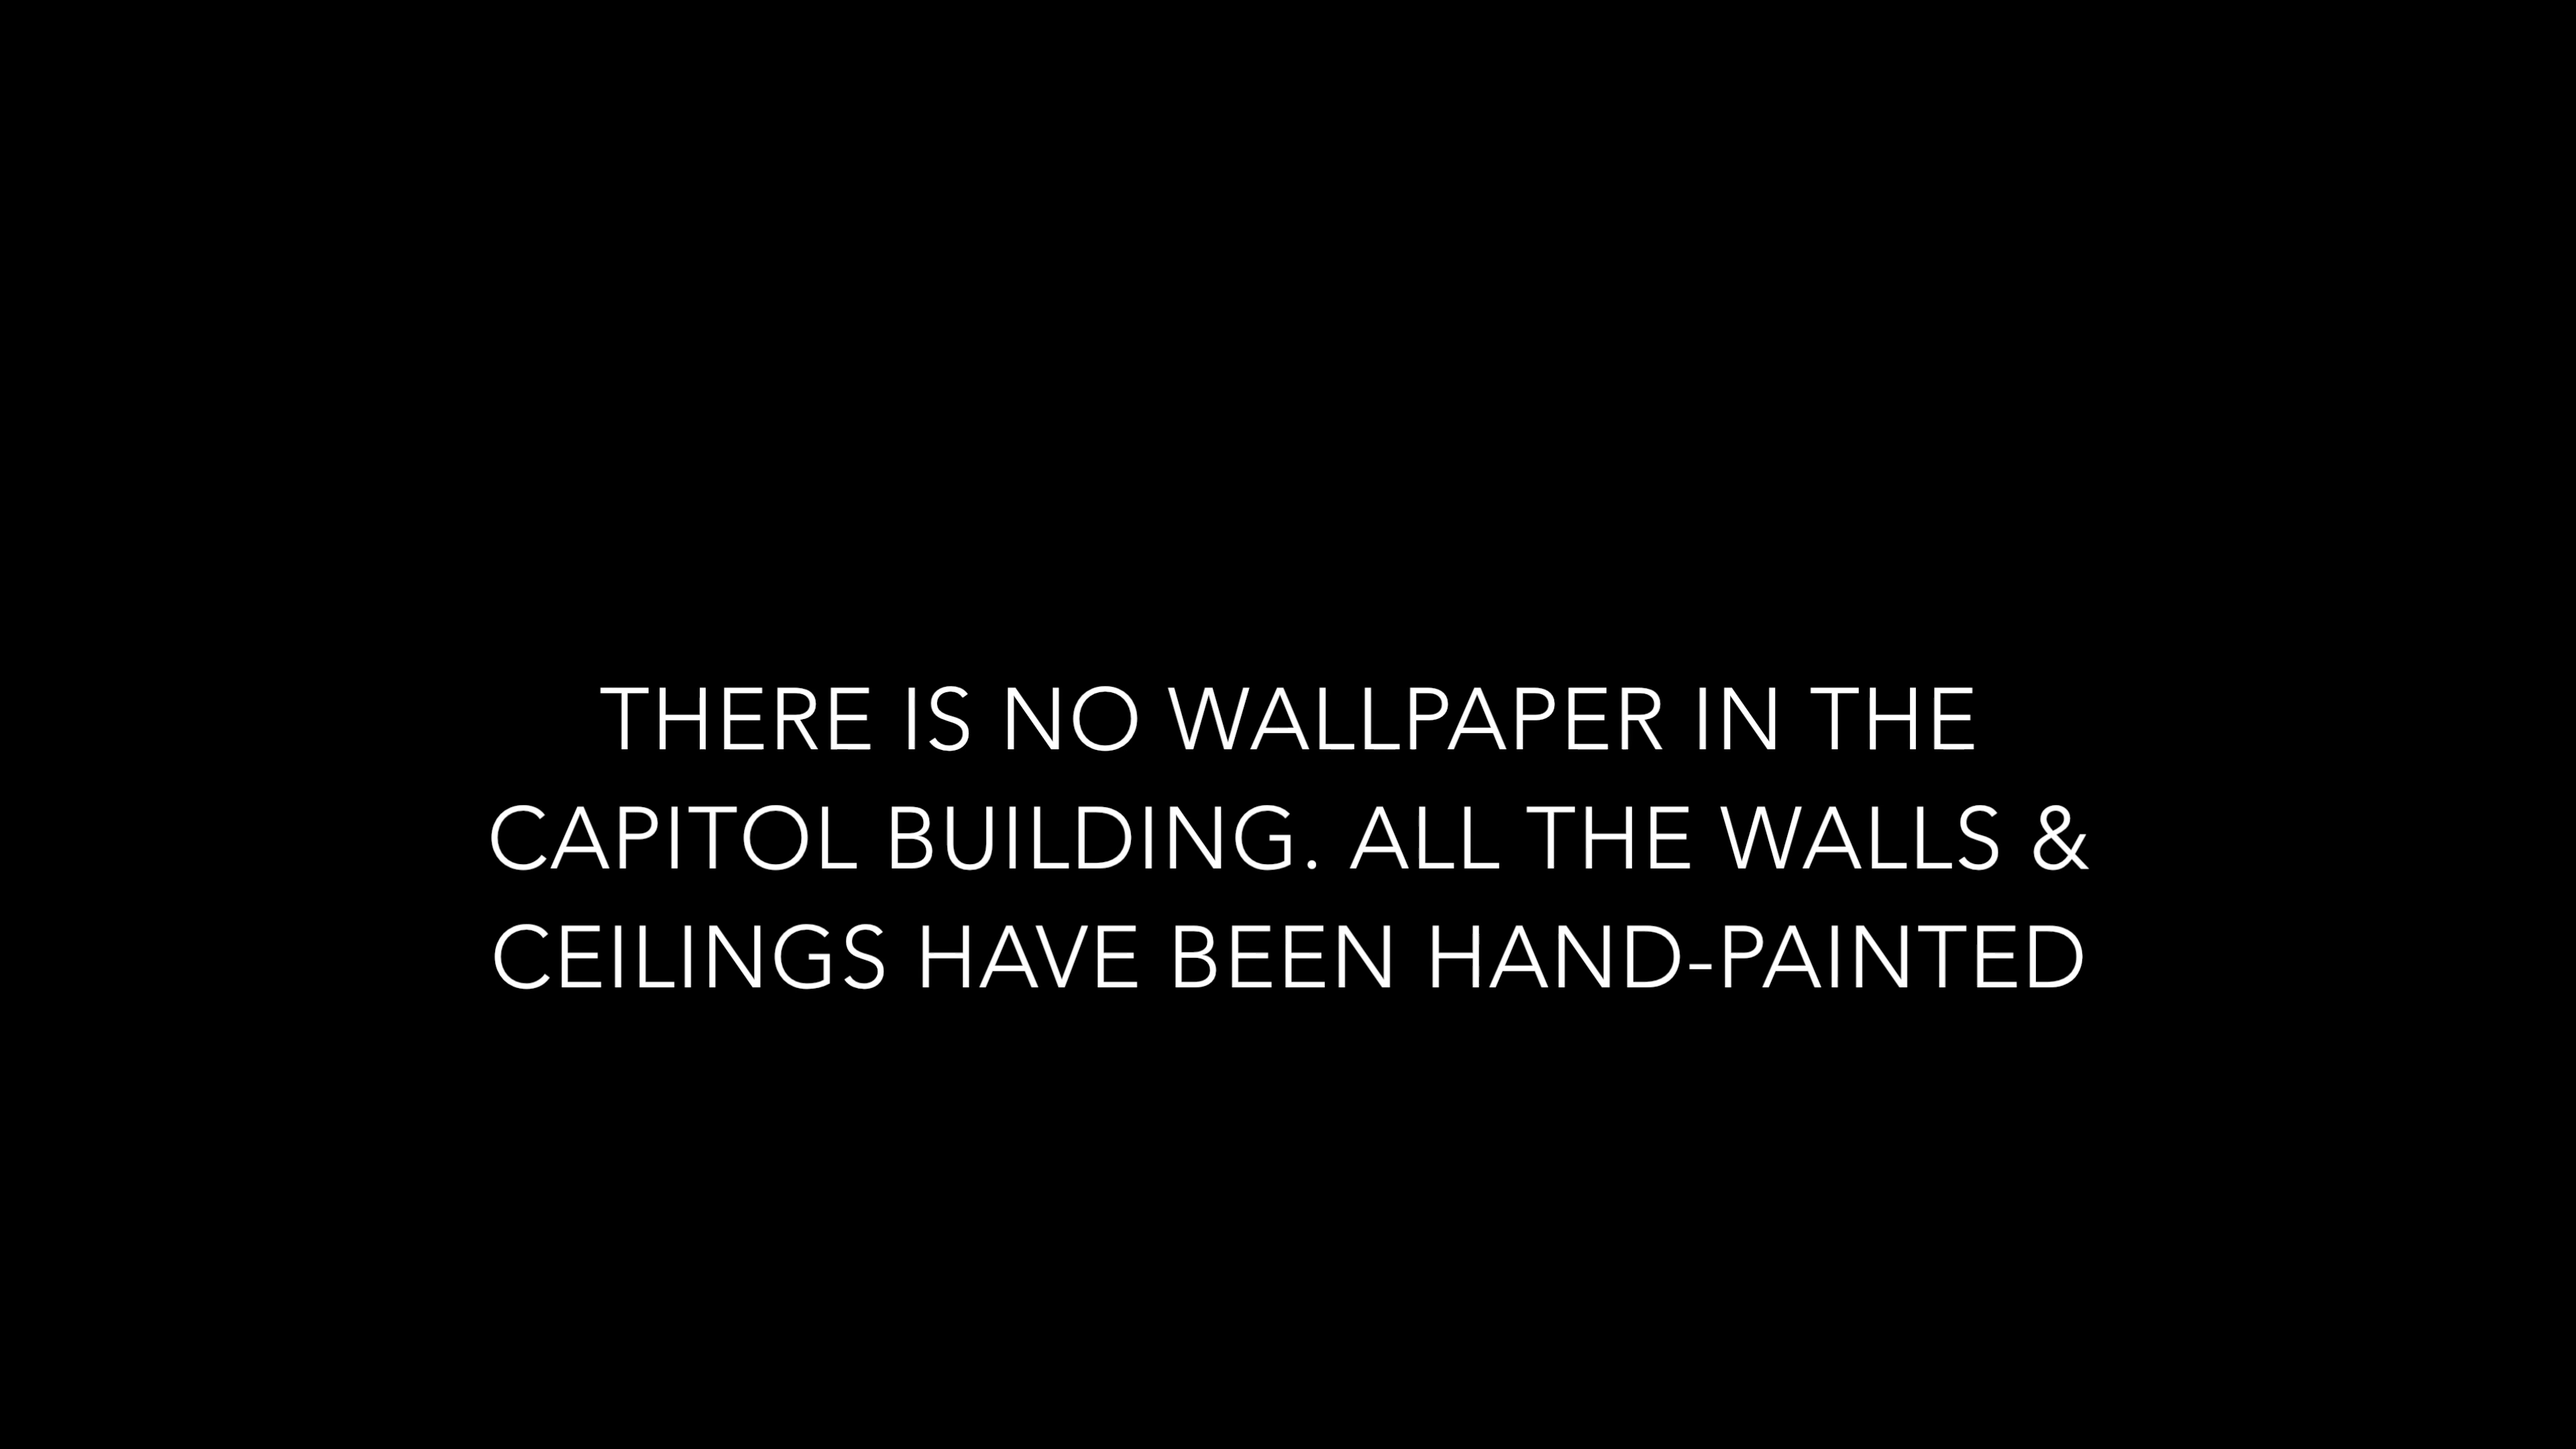 THERE IS NO WALLPAPER IN THE
CAPITOL BUILDING. ALL THE WALLS &
CEILINGS HAVE BEEN HAND-PAINTED